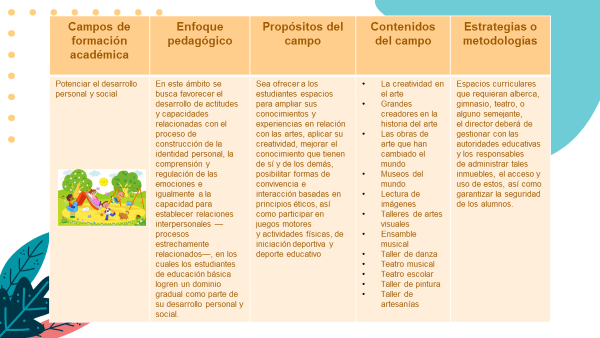 Campos de
formación
académica
Enfoque
pedagógico
Propósitos del
campo
Contenidos
del campo
Estrategias o
metodologias
Potenciar el desarrollo
personal y social
En este ámbito se
busca favorecer el
desarrollo de actitudes
y capacidades
relacionadas con el
proceso de
construcción de la
identidad personal, la
comprensión y
regulación de las
emociones e
igualmente a la
capacidad para
establecer relaciones
interpersonales —
procesos
estrechamente
relacionados—, en los
cuales los estudiantes
de educación básica
logren un dominio
gradual como parte de
su desarrollo personal y
social.
Sea ofrecer a los
estudiantes espacios
para ampliar sus
conocimientos y
experiencias en relación
con las artes, aplicar su
creatividad, mejorar el
conocimiento que tienen
de sí y de los demás,
posibilitar formas de
convivencia e
interacción basadas en
principios éticos, así
como participar en
juegos motores
y actividades físicas, de
iniciación deportiva y
deporte educativo
• La creatividad en
el arte
• Grandes
creadores en la
historia del arte
• Las obras de
arte que han
cambiado el
mundo
• Museos del
mundo
• Lectura de
imágenes
• Talleres de artes
visuales
• Ensamble
musical
• Taller de danza
• Teatro musical
• Teatro escolar
• Taller de pintura
• Taller de
artesanías
Espacios curriculares
que requieran alberca,
gimnasio, teatro, o
alguno semejante,
el director deberá de
gestionar con las
autoridades educativas
y los responsables
de administrar tales
inmuebles, el acceso y
uso de estos, así como
garantizar la seguridad
de los alumnos.